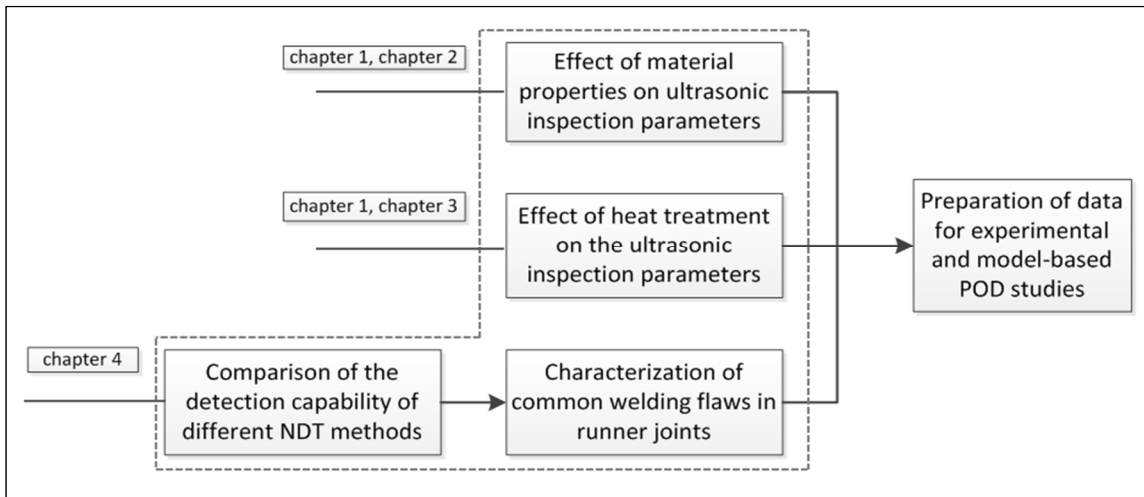 chapter 1, chapter 2
Effect of material
properties on ultrasonic
inspection parameters
chapter 1, chapter 3
Effect of heat treatment
on the ultrasonic
inspection parameters
Preparation of data
for experimental
and model-based
POD studies
chapter 4
Comparison of the
detection capability of
different NDT methods
Characterization of
common welding flaws in
runner joints